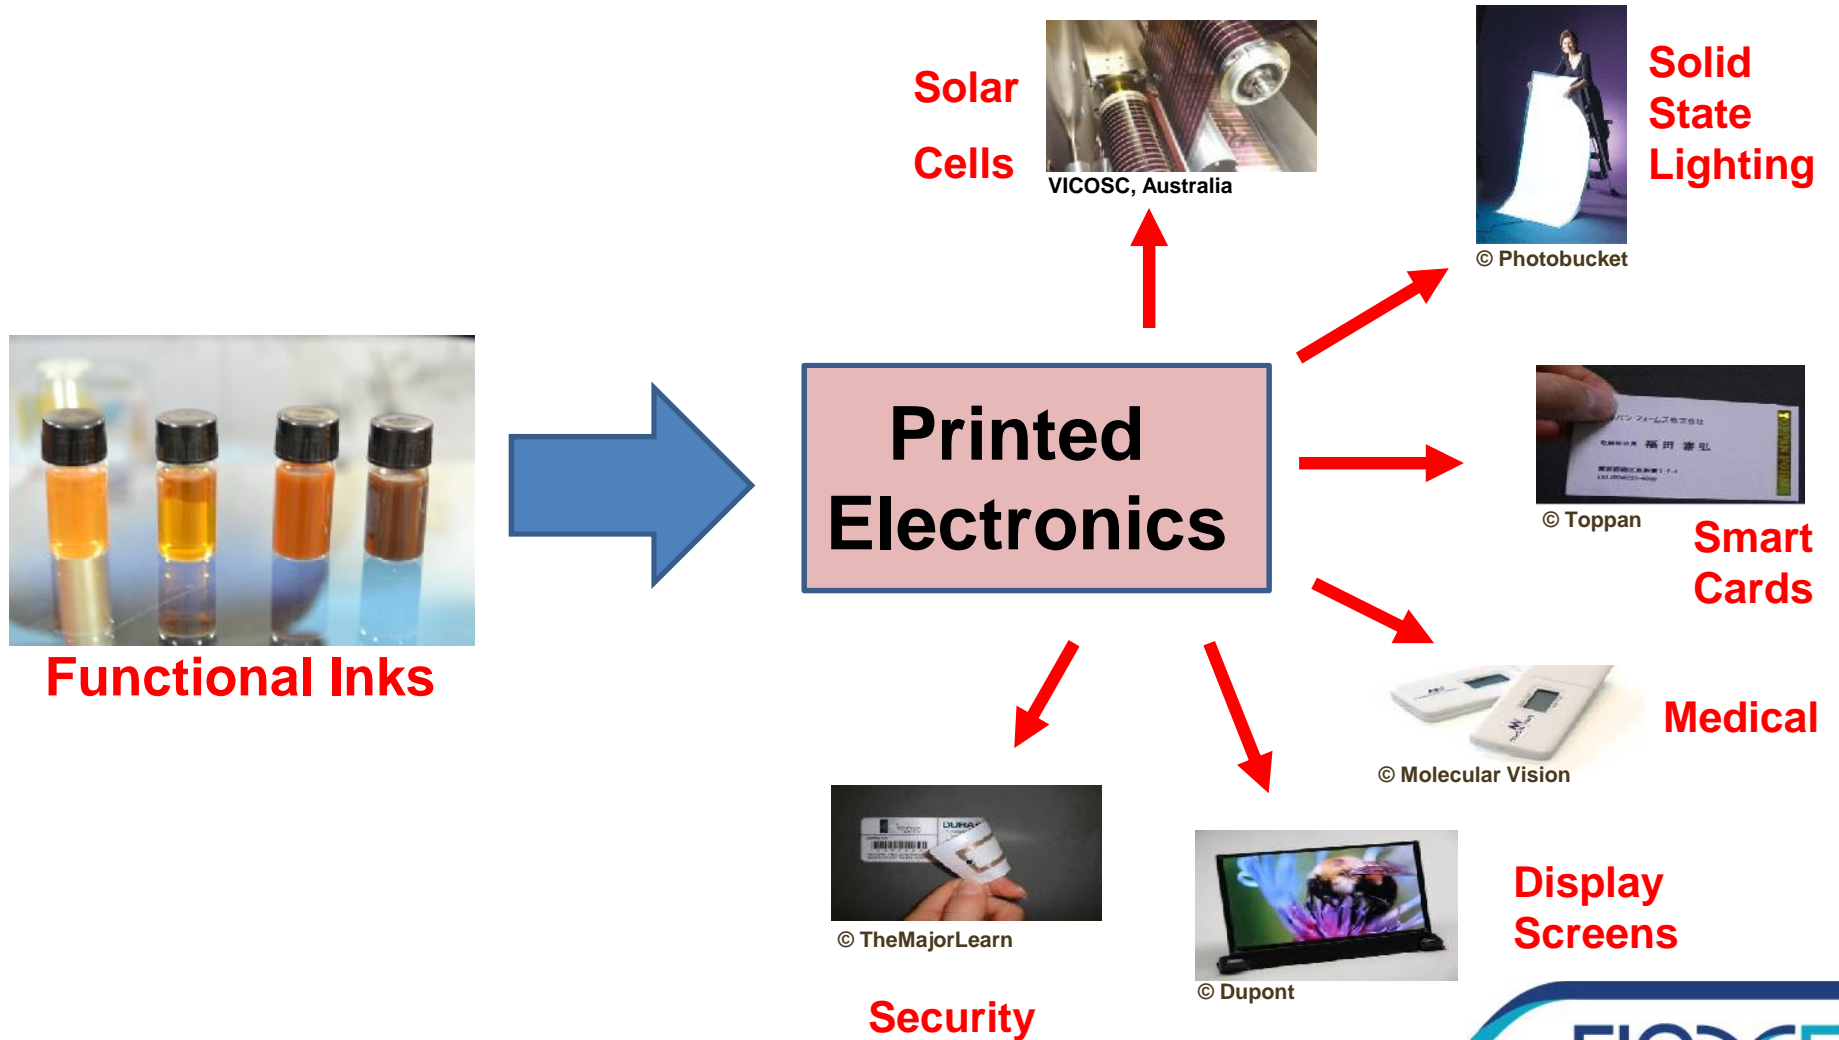 Solar
Cells
VICOSC, Australia
Solid
State
Lighting
© Photobucket
Functional Inks
Printed
Electronics
© Toppan
Smart
Cards
Medical
© Molecular Vision
DURA
© TheMajorLearn
Security
Display
Screens
© Dupont